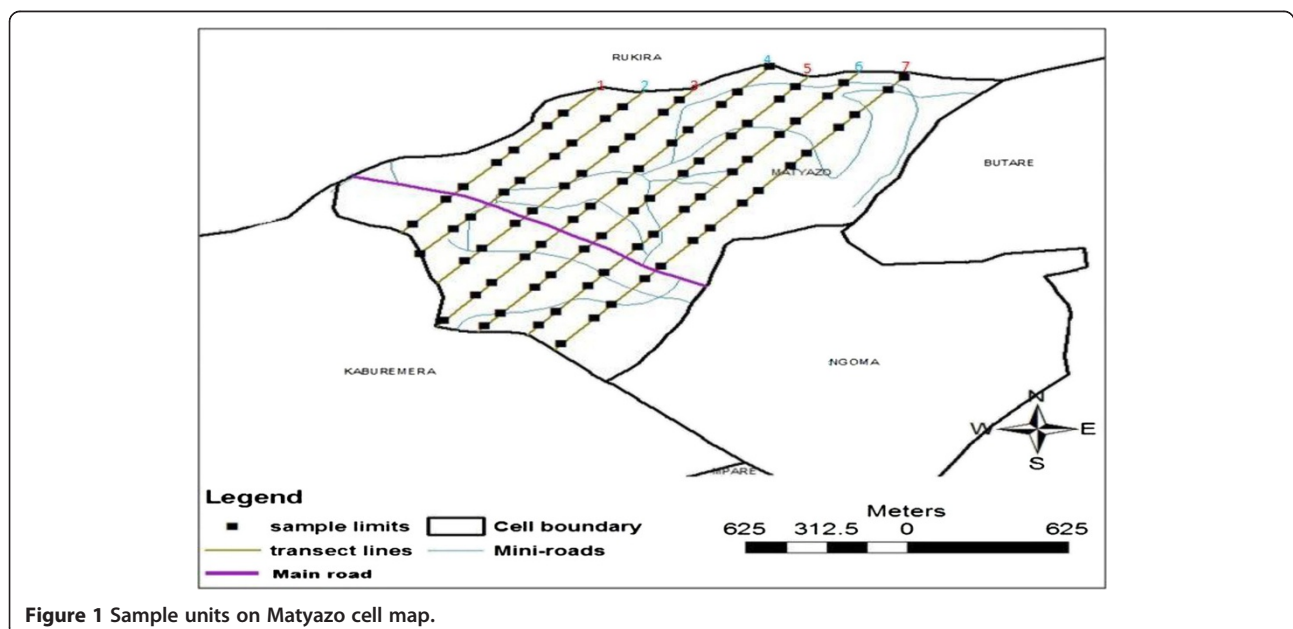 RUKIRA
1 2 3 4 5 6 7
BUTARE
MATYAZO
KABUREMERA
NGOMA
N
W E
S
MPARE
Legend
sample limits Cell boundary
transect lines Mini-roads
Main road
Meters
625 312.5 0 625
Figure 1 Sample units on Matyazo cell map.